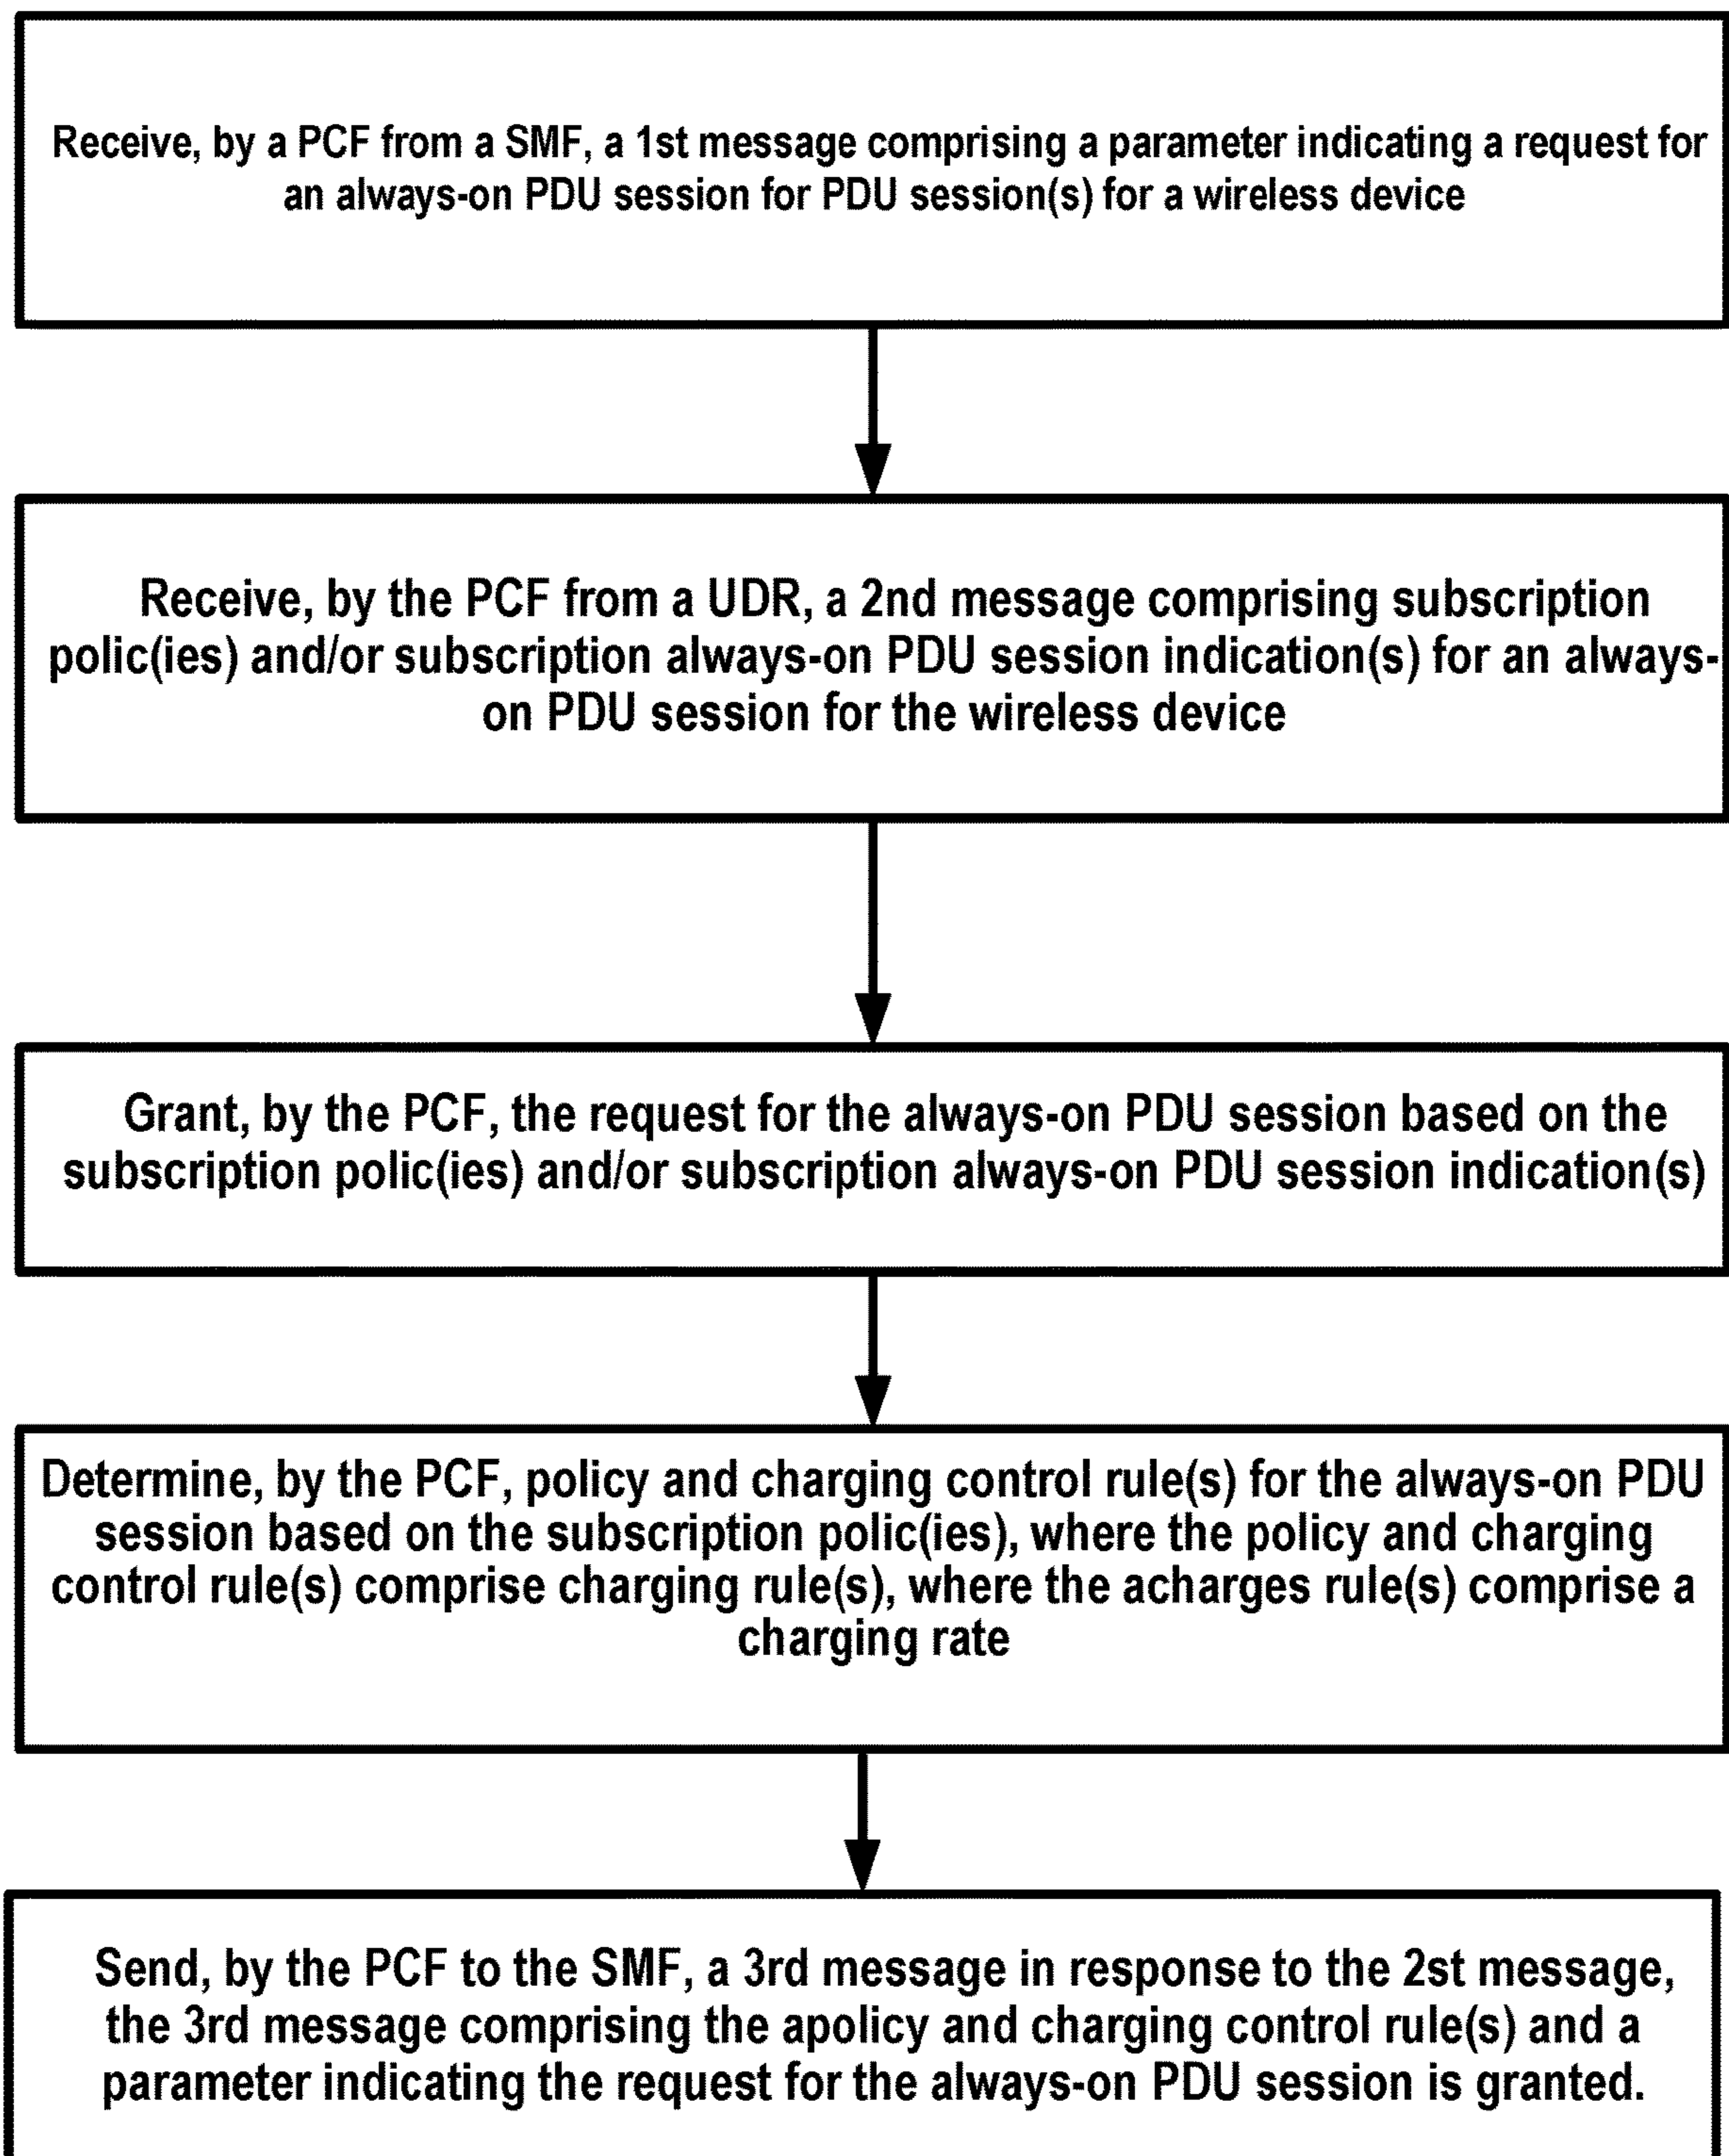 Receive, by a PCF from a SMF, a 1st message comprising a parameter indicating a request for
an always-on PDU session for PDU session(s) for a wireless device
Receive, by the PCF from a UDR, a 2nd message comprising subscription
polic(ies) and/or subscription always-on PDU session indication(s) for an always-
on PDU session for the wireless device
Grant, by the PCF, the request for the always-on PDU session based on the
subscription polic(ies) and/or subscription always-on PDU session indication(s)
Determine, by the PCF, policy and charging control rule(s) for the always-on PDU
session based on the subscription polic(ies), where the policy and charging
control rule(s) comprise charging rule(s), where the acharges rule(s) comprise a
charging rate
Send, by the PCF to the SMF, a 3rd message in response to the 2st message,
the 3rd message comprising the apolicy and charging control rule(s) and a
parameter indicating the request for the always-on PDU session is granted.